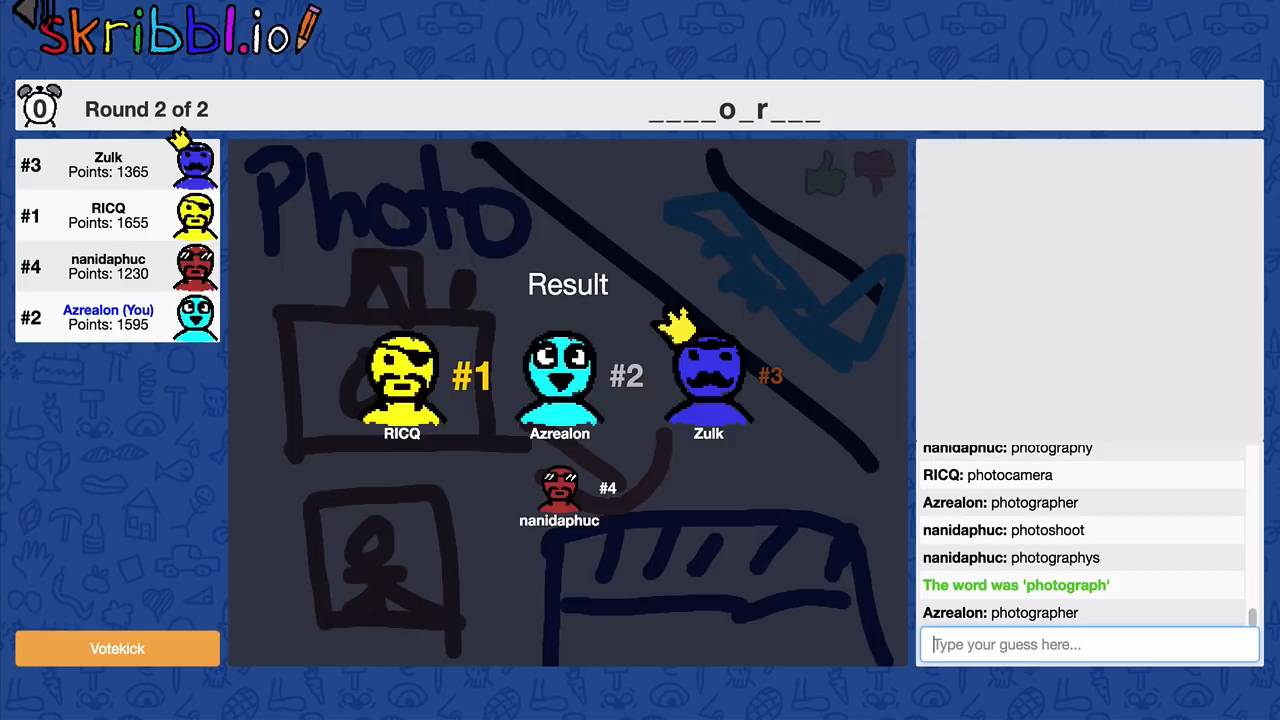 skribbl.io!
0
Round 2 of 2
____o_r___
#3
Zulk
Points: 1365
#1
RICQ
Points: 1655
#4
nanidaphuc
Points: 1230
#2
Azrealon (You)
Points: 1595
Votekick
Photo
Result
#1
RICQ
#2
Azrealon
#3
Zulk
#4
nanidaphuc
nanidaphuc: photography
RICQ: photocamera
Azrealon: photographer
nanidaphuc: photoshoot
nanidaphuc: photographys
The word was 'photograph'
Azrealon: photographer
Type your guess here...